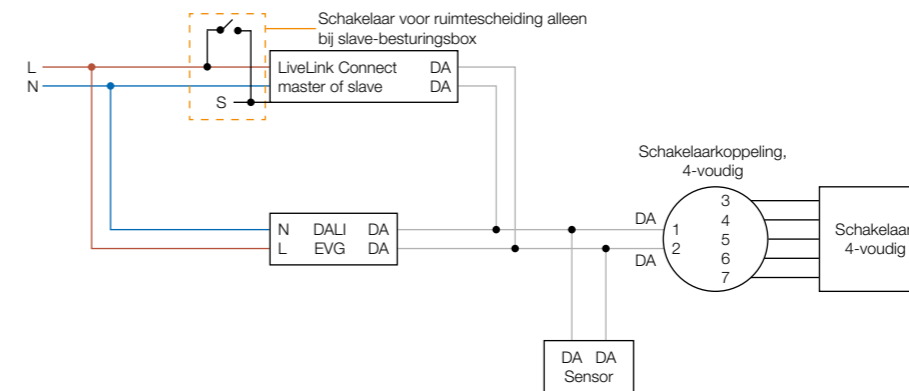 Schakelaar voor ruimtescheiding alleen
bij slave-besturingsbox
L
N
LiveLink Connect DA
master of slave DA
S
Schakelaarkoppeling,
4-voudig
N DALI DA
L EVG DA
DA
DA
1
2
3
4
5
6
7
Schakelaar
4-voudig
DA DA
Sensor